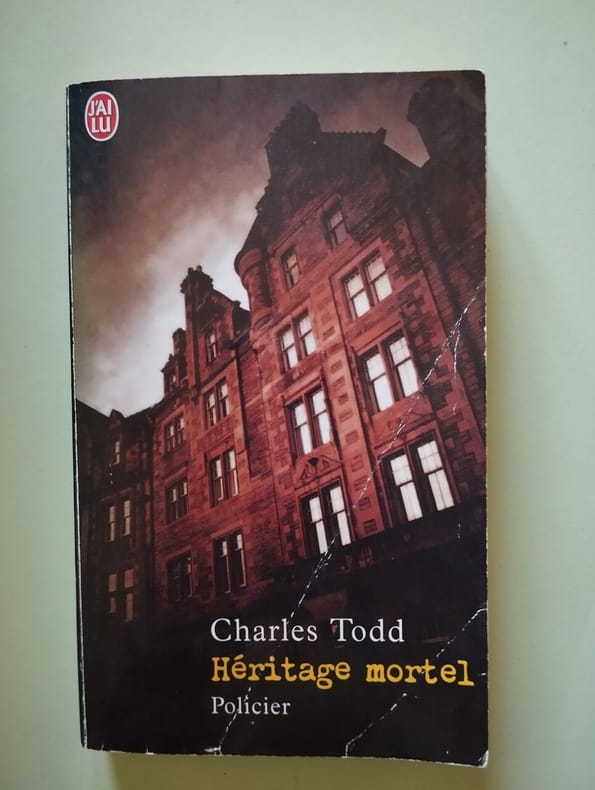 J'AI
LU
Charles Todd
Héritage mortel
Policier